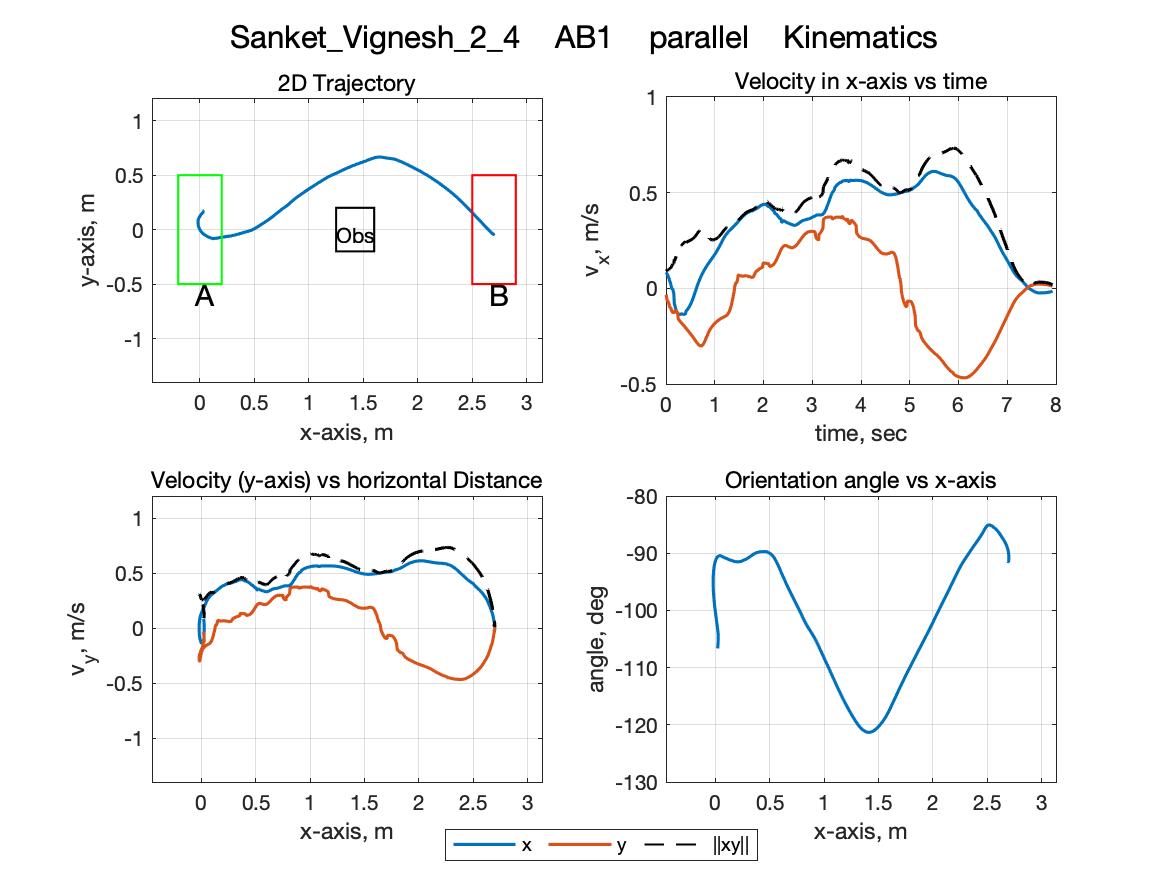 Sanket_Vignesh_2_4 AB1 parallel Kinematics
2D Trajectory
1
0.5
0
-0.5
-1
y-axis, m
Obs
A
B
0 0.5 1 1.5 2 2.5 3
x-axis, m
Velocity in x-axis vs time
1
0.5
0
-0.5
v_x, m/s
0 1 2 3 4 5 6 7 8
time, sec
Velocity (y-axis) vs horizontal Distance
1
0.5
0
-0.5
-1
v_y, m/s
0 0.5 1 1.5 2 2.5 3
x-axis, m
Orientation angle vs x-axis
-80
-90
-100
-110
-120
-130
angle, deg
0 0.5 1 1.5 2 2.5 3
x-axis, m
x y ||xy||